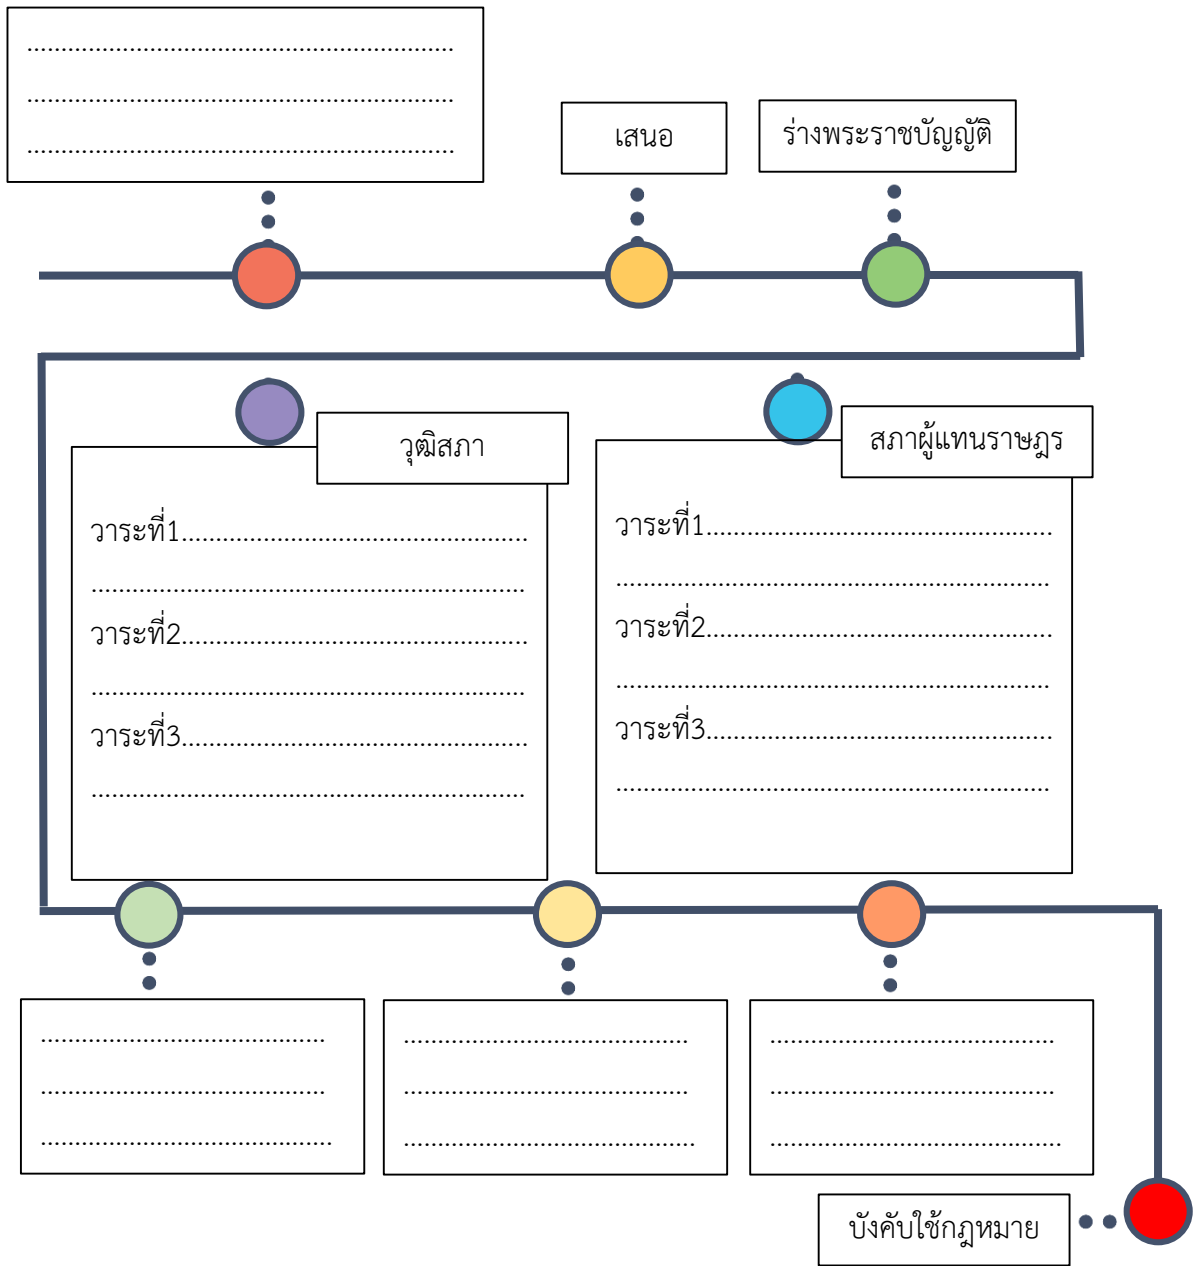 ............................................................
............................................................
............................................................
เสนอ
ร่างพระราชบัญญัติ
วุฒิสภา
วาระที่1..................................................
............................................................
วาระที่2..................................................
............................................................
วาระที่3..................................................
............................................................
สภาผู้แทนราษฎร
วาระที่1..................................................
............................................................
วาระที่2..................................................
............................................................
วาระที่3..................................................
............................................................
..........................................
..........................................
...........................................
..........................................
..........................................
...........................................
..........................................
..........................................
...........................................
บังคับใช้กฎหมาย